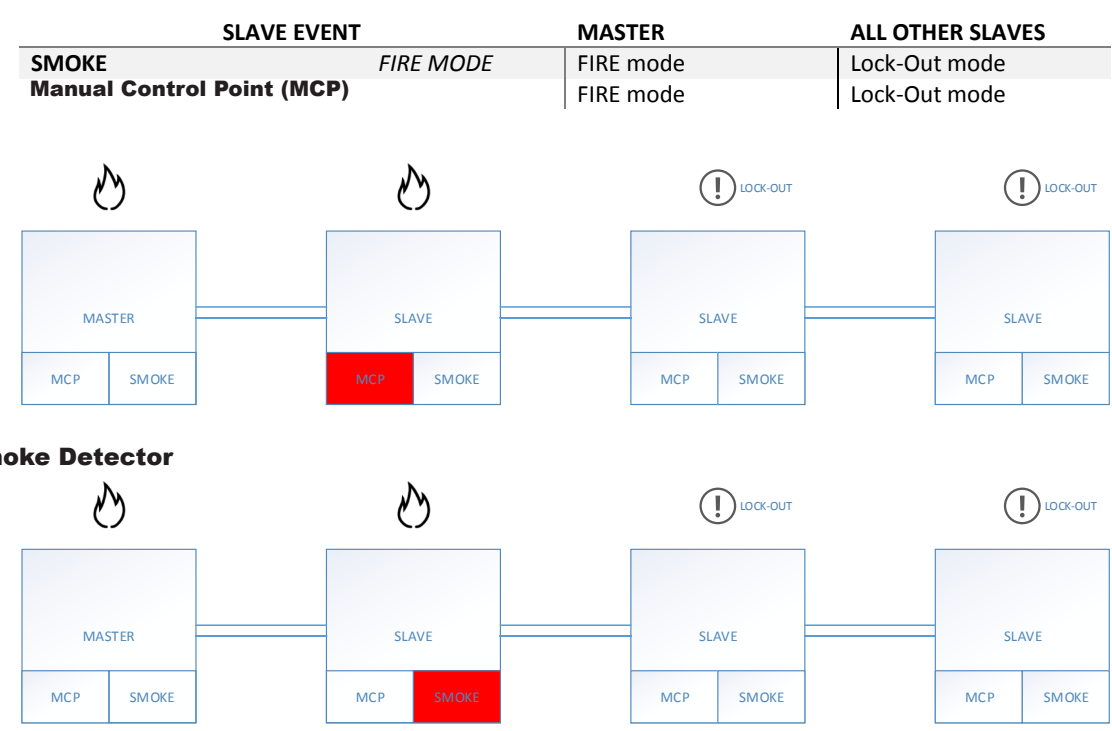 SLAVE EVENT MASTER ALL OTHER SLAVES
SMOKE FIRE MODE FIRE mode Lock-Out mode
Manual Control Point (MCP) FIRE mode Lock-Out mode
LOCK-OUT LOCK-OUT
MASTER SLAVE SLAVE SLAVE
MCP SMOKE MCP SMOKE MCP SMOKE MCP SMOKE
oke Detector
LOCK-OUT LOCK-OUT
MASTER SLAVE SLAVE SLAVE
MCP SMOKE MCP SMOKE MCP SMOKE MCP SMOKE